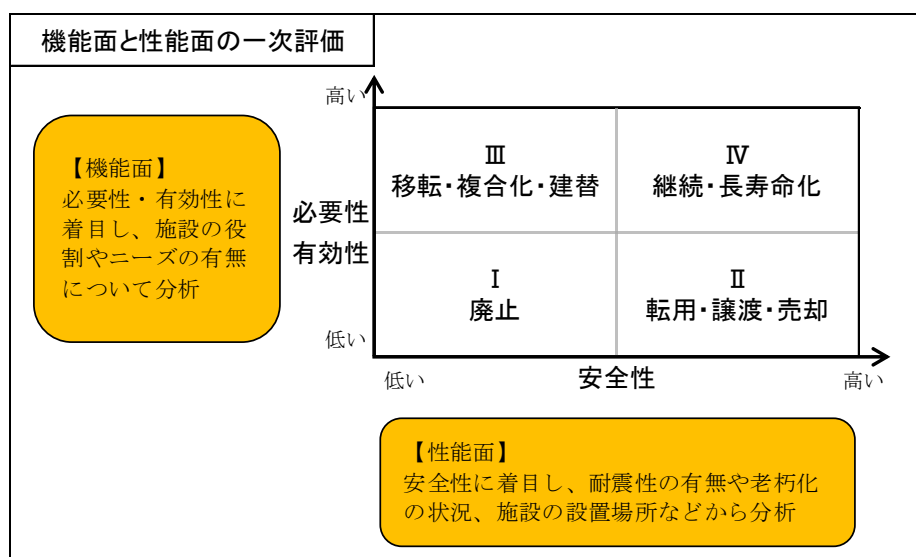 機能面と性能面の一次評価
高い
【機能面】
必要性・有効性に
着目し、施設の役
割やニーズの有無
について分析
必要性
有効性
Ⅲ
移転・複合化・建替
Ⅳ
継続・長寿命化
Ⅰ
廃止
Ⅱ
転用・譲渡・売却
低い
低い
安全性
高い
【性能面】
安全性に着目し、耐震性の有無や老朽化
の状況、施設の設置場所などから分析